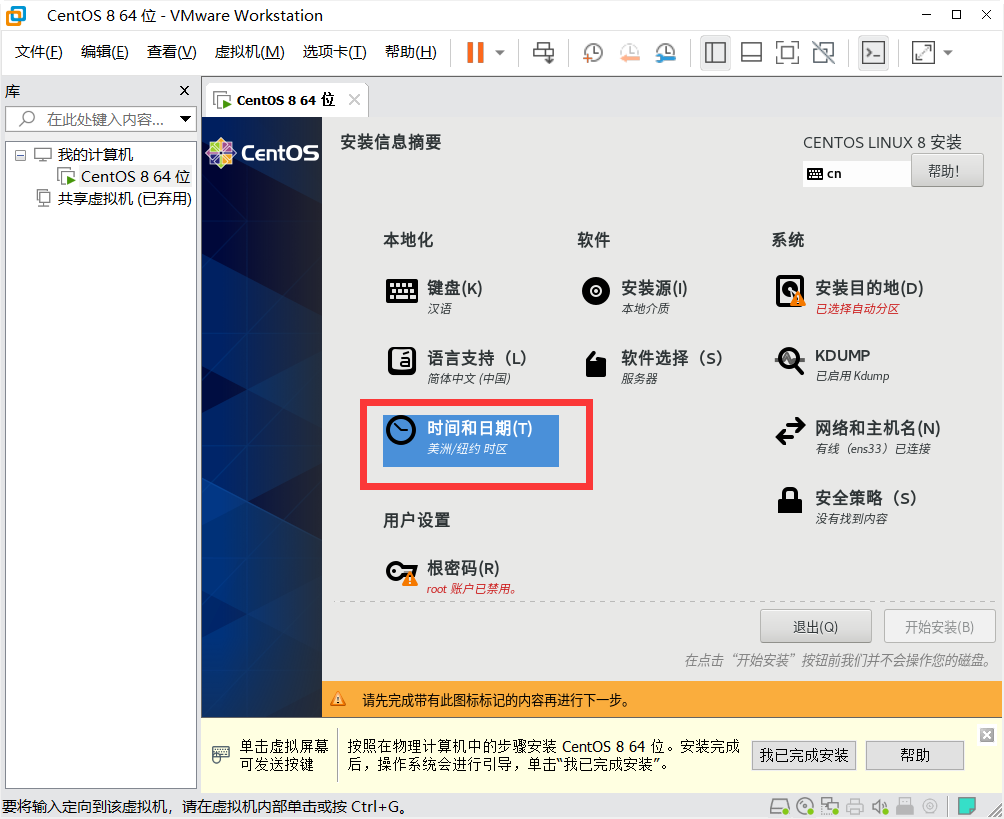 CentOS 8 64 位 - VMware Workstation
文件(F) 编辑(E) 查看(V) 虚拟机(M) 选项卡(T) 帮助(H)
库
在此处键入内容...
我的计算机
CentOS 8 64 位
共享虚拟机 (已弃用)
CentOS 8 64 位
CentOS
安装信息摘要
CENTOS LINUX 8 安装
cn
帮助！
本地化
键盘(K)
汉语
语言支持（L）
简体中文 (中国)
时间和日期(T)
美洲/纽约 时区
用户设置
根密码(R)
root 账户已禁用。
软件
安装源(I)
本地介质
软件选择（S）
服务器
系统
安装目的地(D)
已选择自动分区
KDUMP
已启用 Kdump
网络和主机名(N)
有线（ens33）已连接
安全策略（S）
没有找到内容
退出(Q)
开始安装(B)
在点击“开始安装”按钮前我们并不会操作您的磁盘。
请先完成带有此图标标记的内容再进行下一步。
单击虚拟屏幕
可发送按键
按照在物理计算机中的步骤安装 CentOS 8 64 位。安装完成
后，操作系统会进行引导，单击“我已完成安装”。
我已完成安装
帮助
要将输入定向到该虚拟机，请在虚拟机内部单击或按 Ctrl+G。